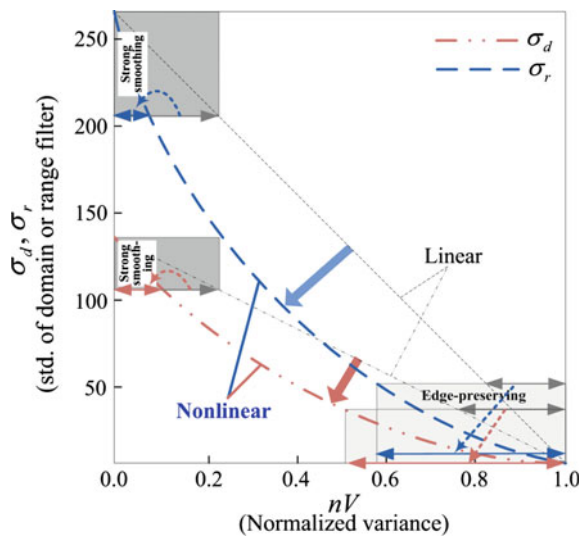 250
200
150
100
50
0.0
0.2
0.4
0.6
0.8
1.0
σd, σr
(std. of domain or range filter)
nV
(Normalized variance)
σd
σr
Strong
smoothing
Strong
smooth-
ing
Linear
Nonlinear
Edge-preserving